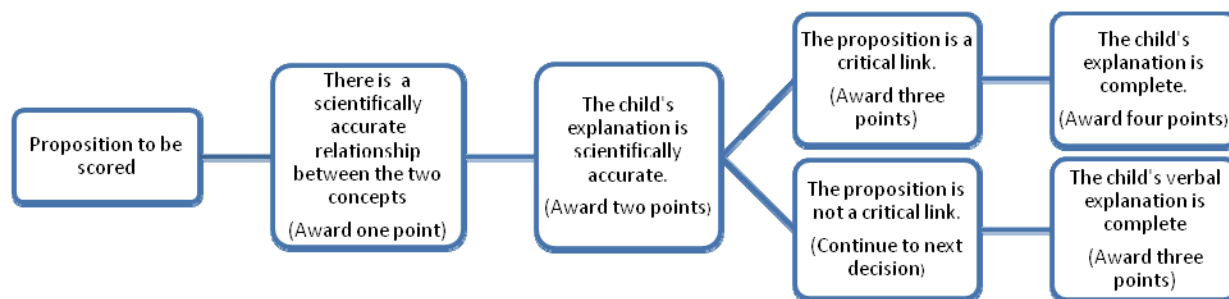 Proposition to be
scored
There is a
scientifically
accurate
relationship
between the two
concepts
(Award one point)
The child's
explanation is
scientifically
accurate.
(Award two points)
The proposition is a
critical link.
(Award three
points)
The child's
explanation is
complete.
(Award four points)
The proposition is
not a critical link.
(Continue to next
decision)
The child's verbal
explanation is
complete
(Award three
points)